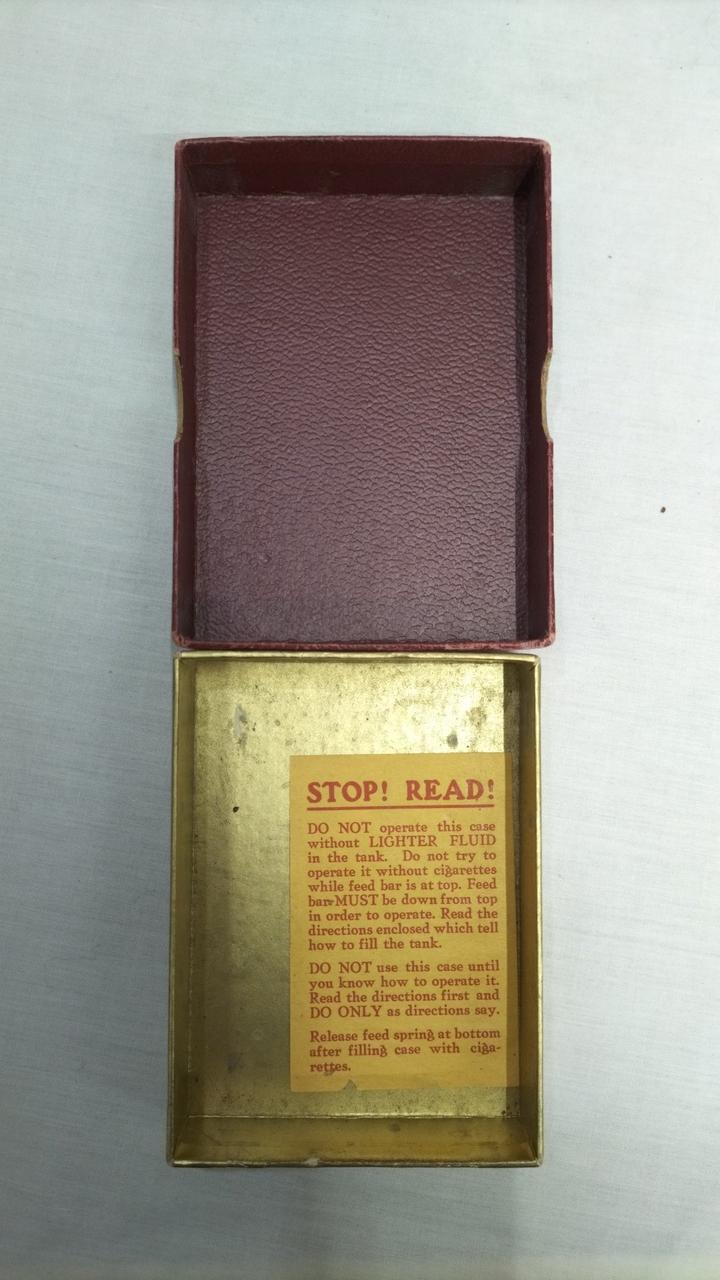 STOP! READ!
DO NOT operate this case
without LIGHTER FLUID
in the tank. Do not try to
operate it without cigarettes
while feed bar is at top. Feed
bar MUST be down from top
in order to operate. Read the
directions enclosed which tell
how to fill the tank.
DO NOT use this case until
you know how to operate it.
Read the directions first and
DO ONLY as directions say.
Release feed spring at bottom
after filling case with ciga-
rettes.